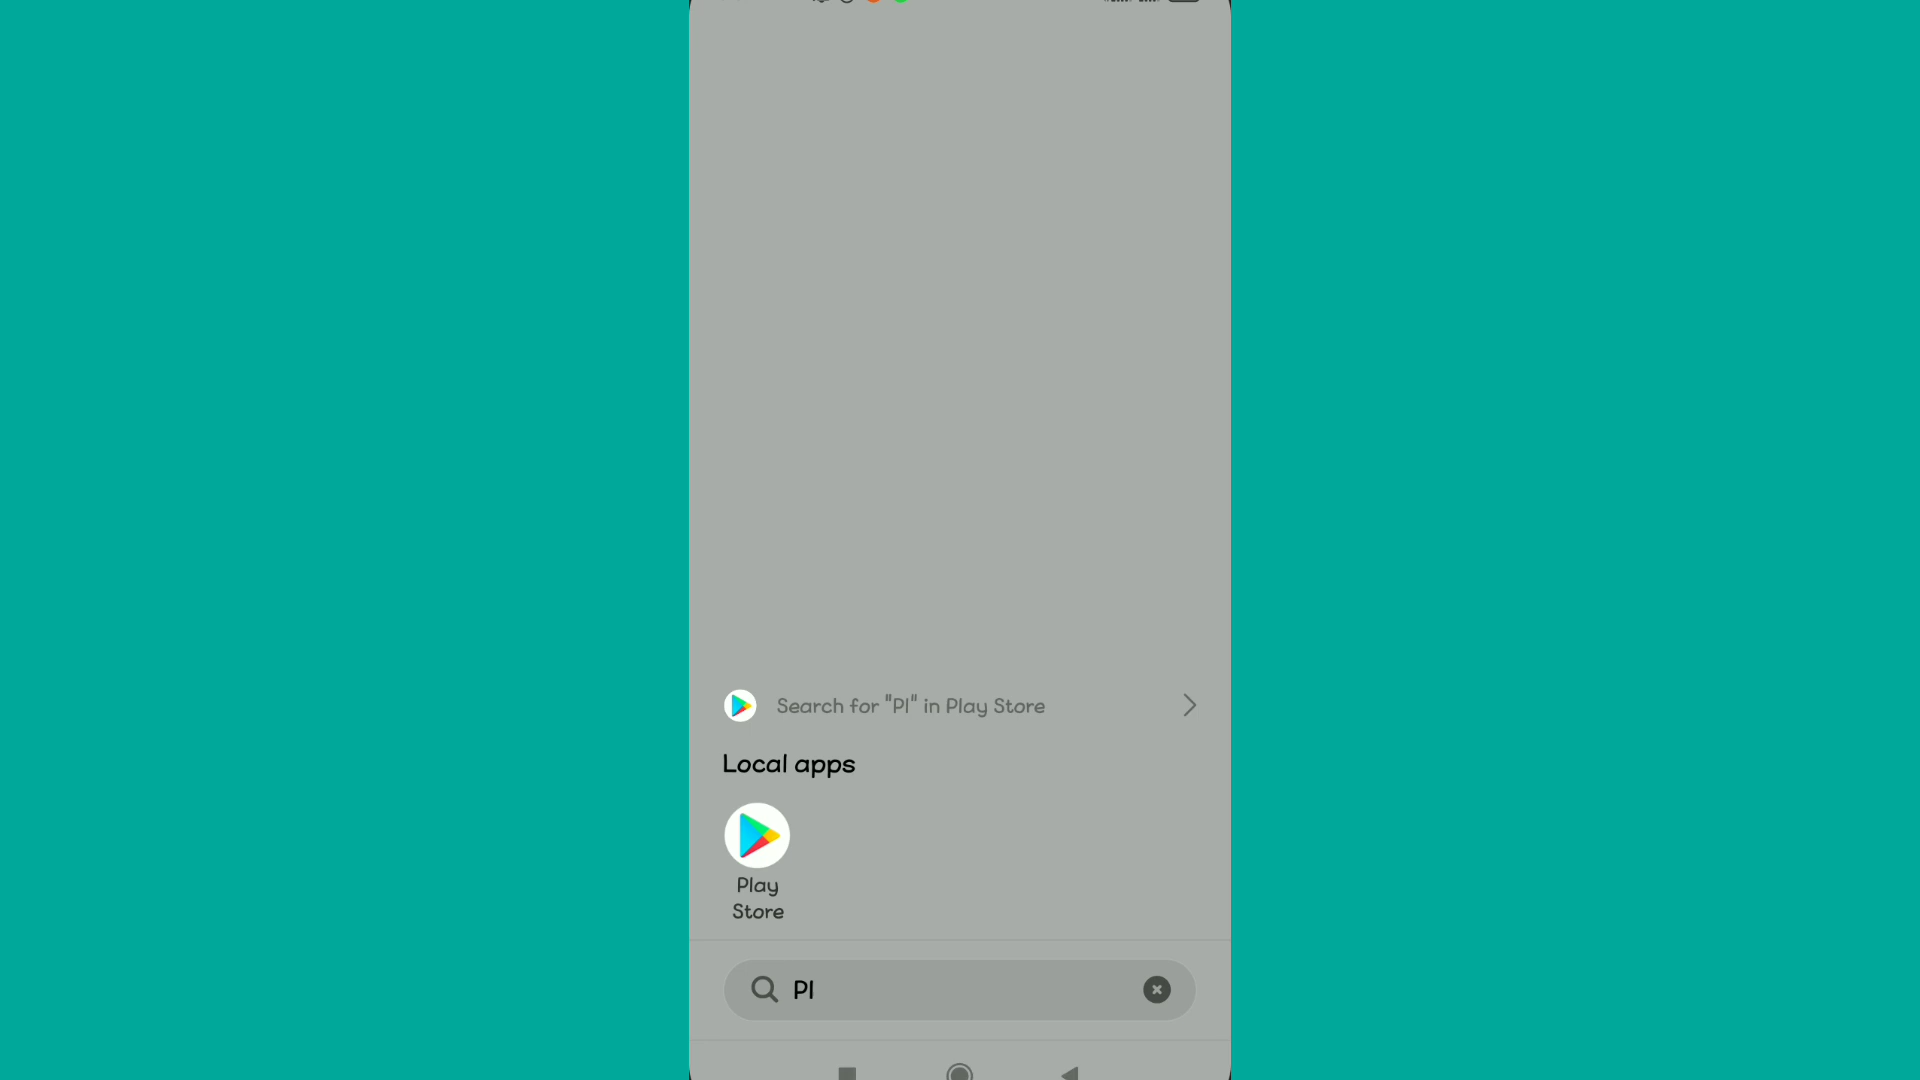 Search for "Pl" in Play Store
Local apps
Play
Store
Pl